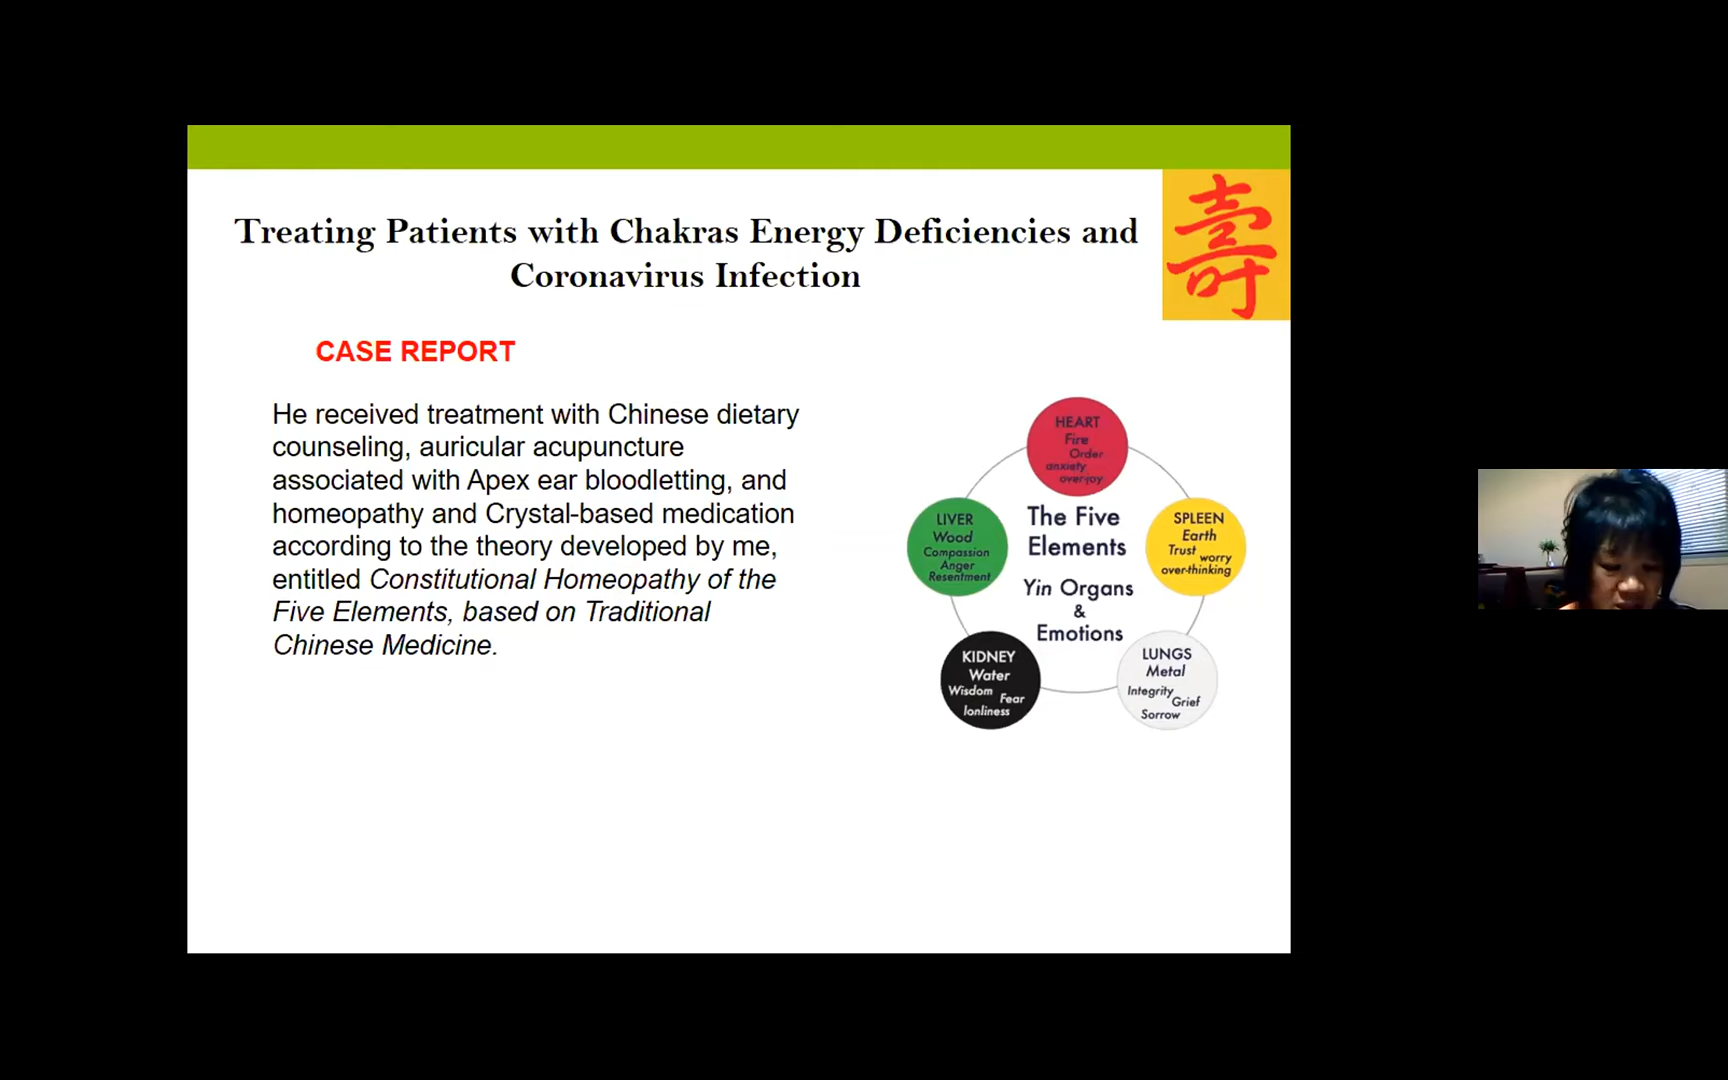 Treating Patients with Chakras Energy Deficiencies and
Coronavirus Infection
壽
CASE REPORT
He received treatment with Chinese dietary
counseling, auricular acupuncture
associated with Apex ear bloodletting, and
homeopathy and Crystal-based medication
according to the theory developed by me,
entitled Constitutional Homeopathy of the
Five Elements, based on Traditional
Chinese Medicine.
HEART
Fire
Order
anxiety
over-joy
LIVER
Wood
Compassion
Anger
Resentment
The Five
Elements
Yin Organs
&
Emotions
SPLEEN
Earth
Trust worry
over-thinking
KIDNEY
Water
Wisdom Fear
lonliness
LUNGS
Metal
Integrity
Grief
Sorrow